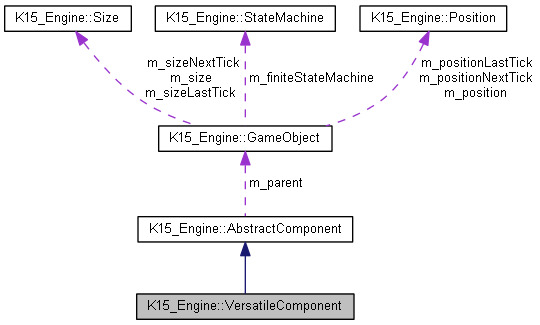 K15_Engine::Size
K15_Engine::StateMachine
K15_Engine::Position
m_sizeNextTick
m_size
m_sizeLastTick
m_finiteStateMachine
m_positionLastTick
m_positionNextTick
m_position
K15_Engine::GameObject
m_parent
K15_Engine::AbstractComponent
K15_Engine::VersatileComponent